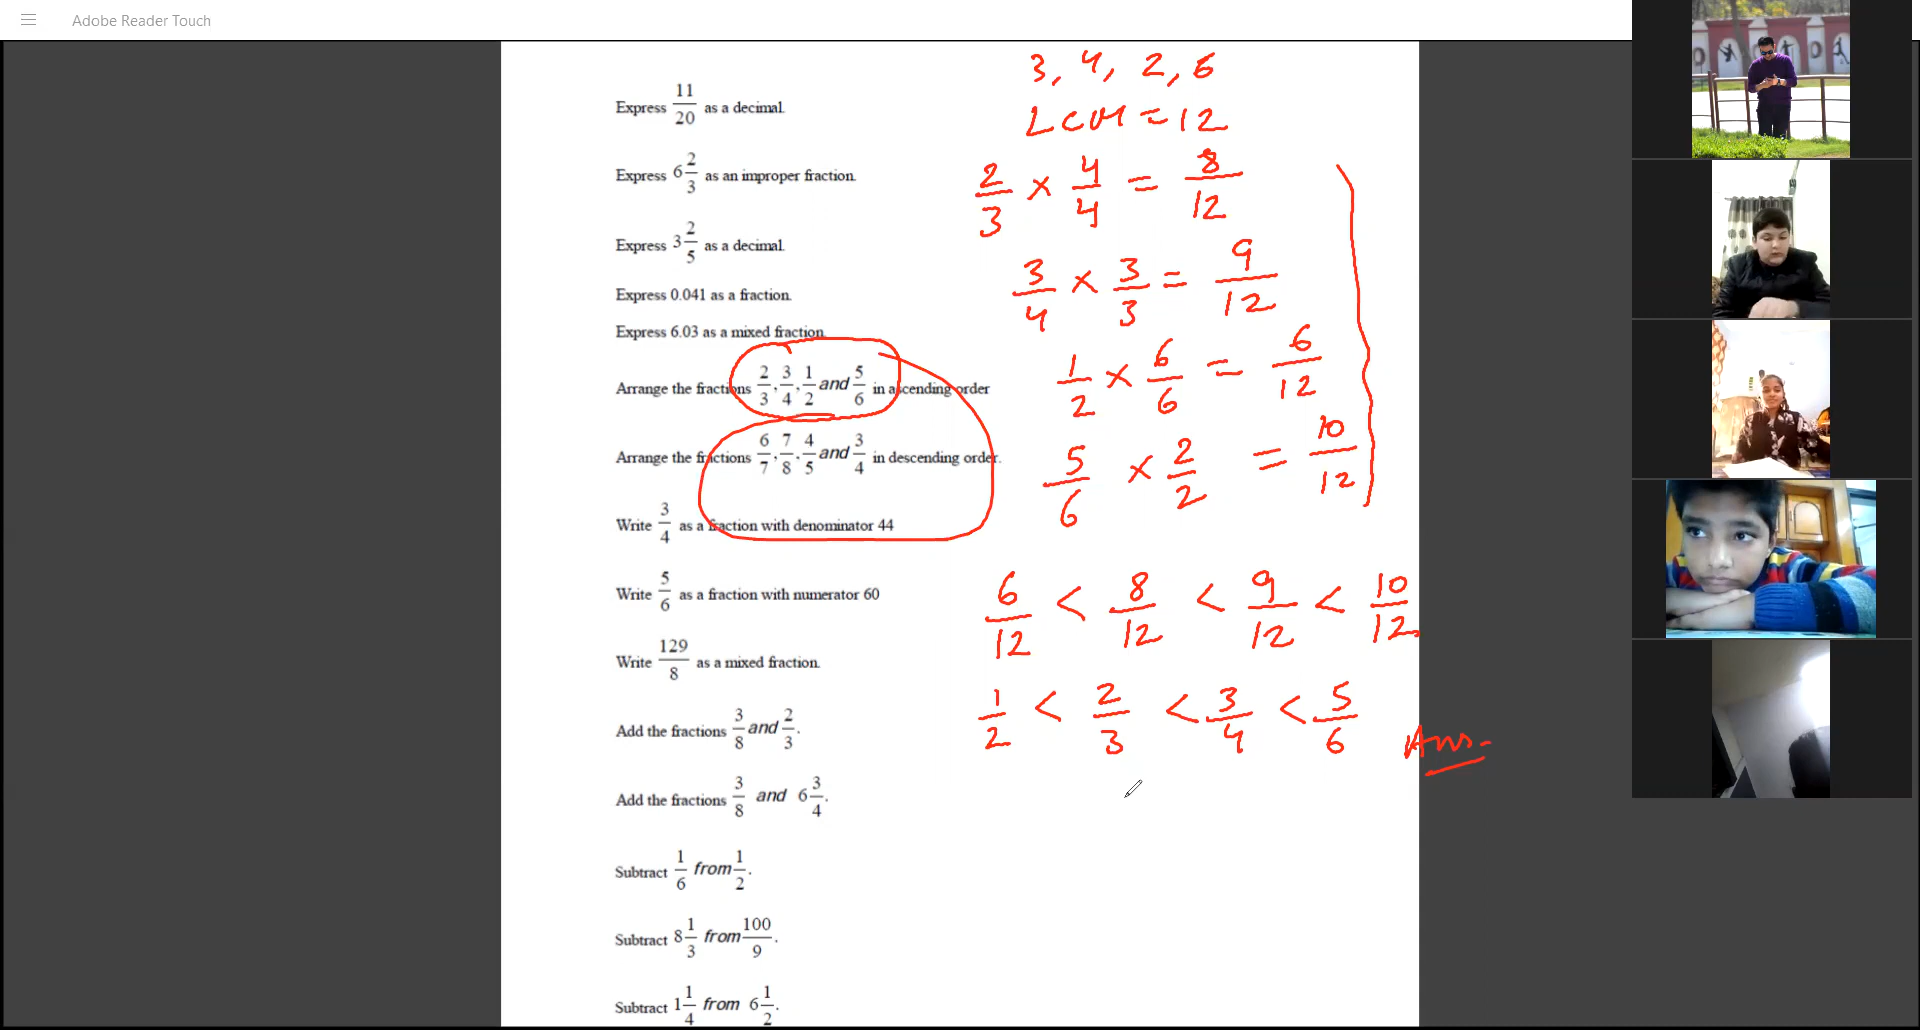 Adobe Reader Touch
Express 11/20 as a decimal.
Express 6 2/3 as an improper fraction.
Express 3 2/5 as a decimal.
Express 0.041 as a fraction.
Express 6.03 as a mixed fraction.
Arrange the fractions 2/3, 3/4, 1/2 and 5/6 in ascending order
Arrange the fractions 6/7, 7/8, 4/5 and 3/4 in descending order.
Write 3/4 as a fraction with denominator 44
Write 5/6 as a fraction with numerator 60
Write 129/8 as a mixed fraction.
Add the fractions 3/8 and 2/3.
Add the fractions 3/8 and 6 3/4.
Subtract 1/6 from 1/2.
Subtract 8 1/3 from 100/9.
Subtract 1 1/4 from 6 1/2.
3, 4, 2, 6
LCM = 12
2/3 × 4/4 = 8/12
3/4 × 3/3 = 9/12
1/2 × 6/6 = 6/12
5/6 × 2/2 = 10/12
6/12 < 8/12 < 9/12 < 10/12
1/2 < 2/3 < 3/4 < 5/6 Ans.